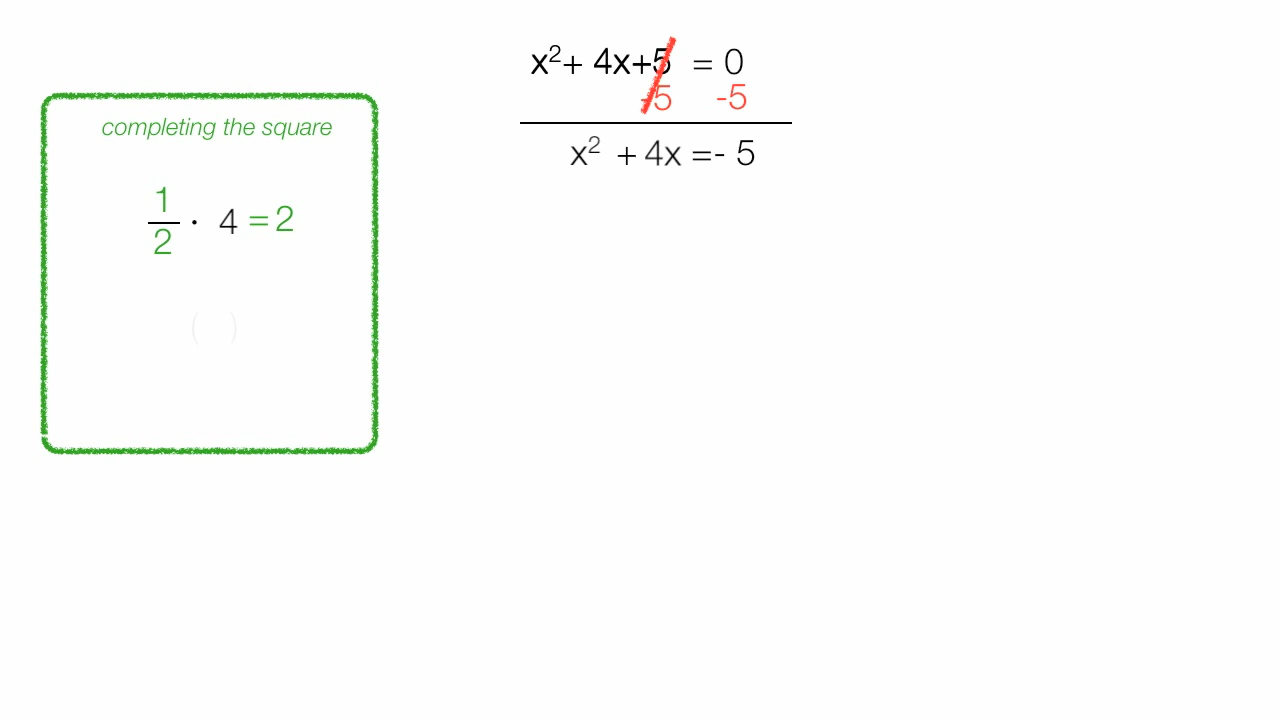 x²+ 4x+5 = 0
-5 -5
x² + 4x =- 5
completing the square
1/2 · 4 = 2
( )